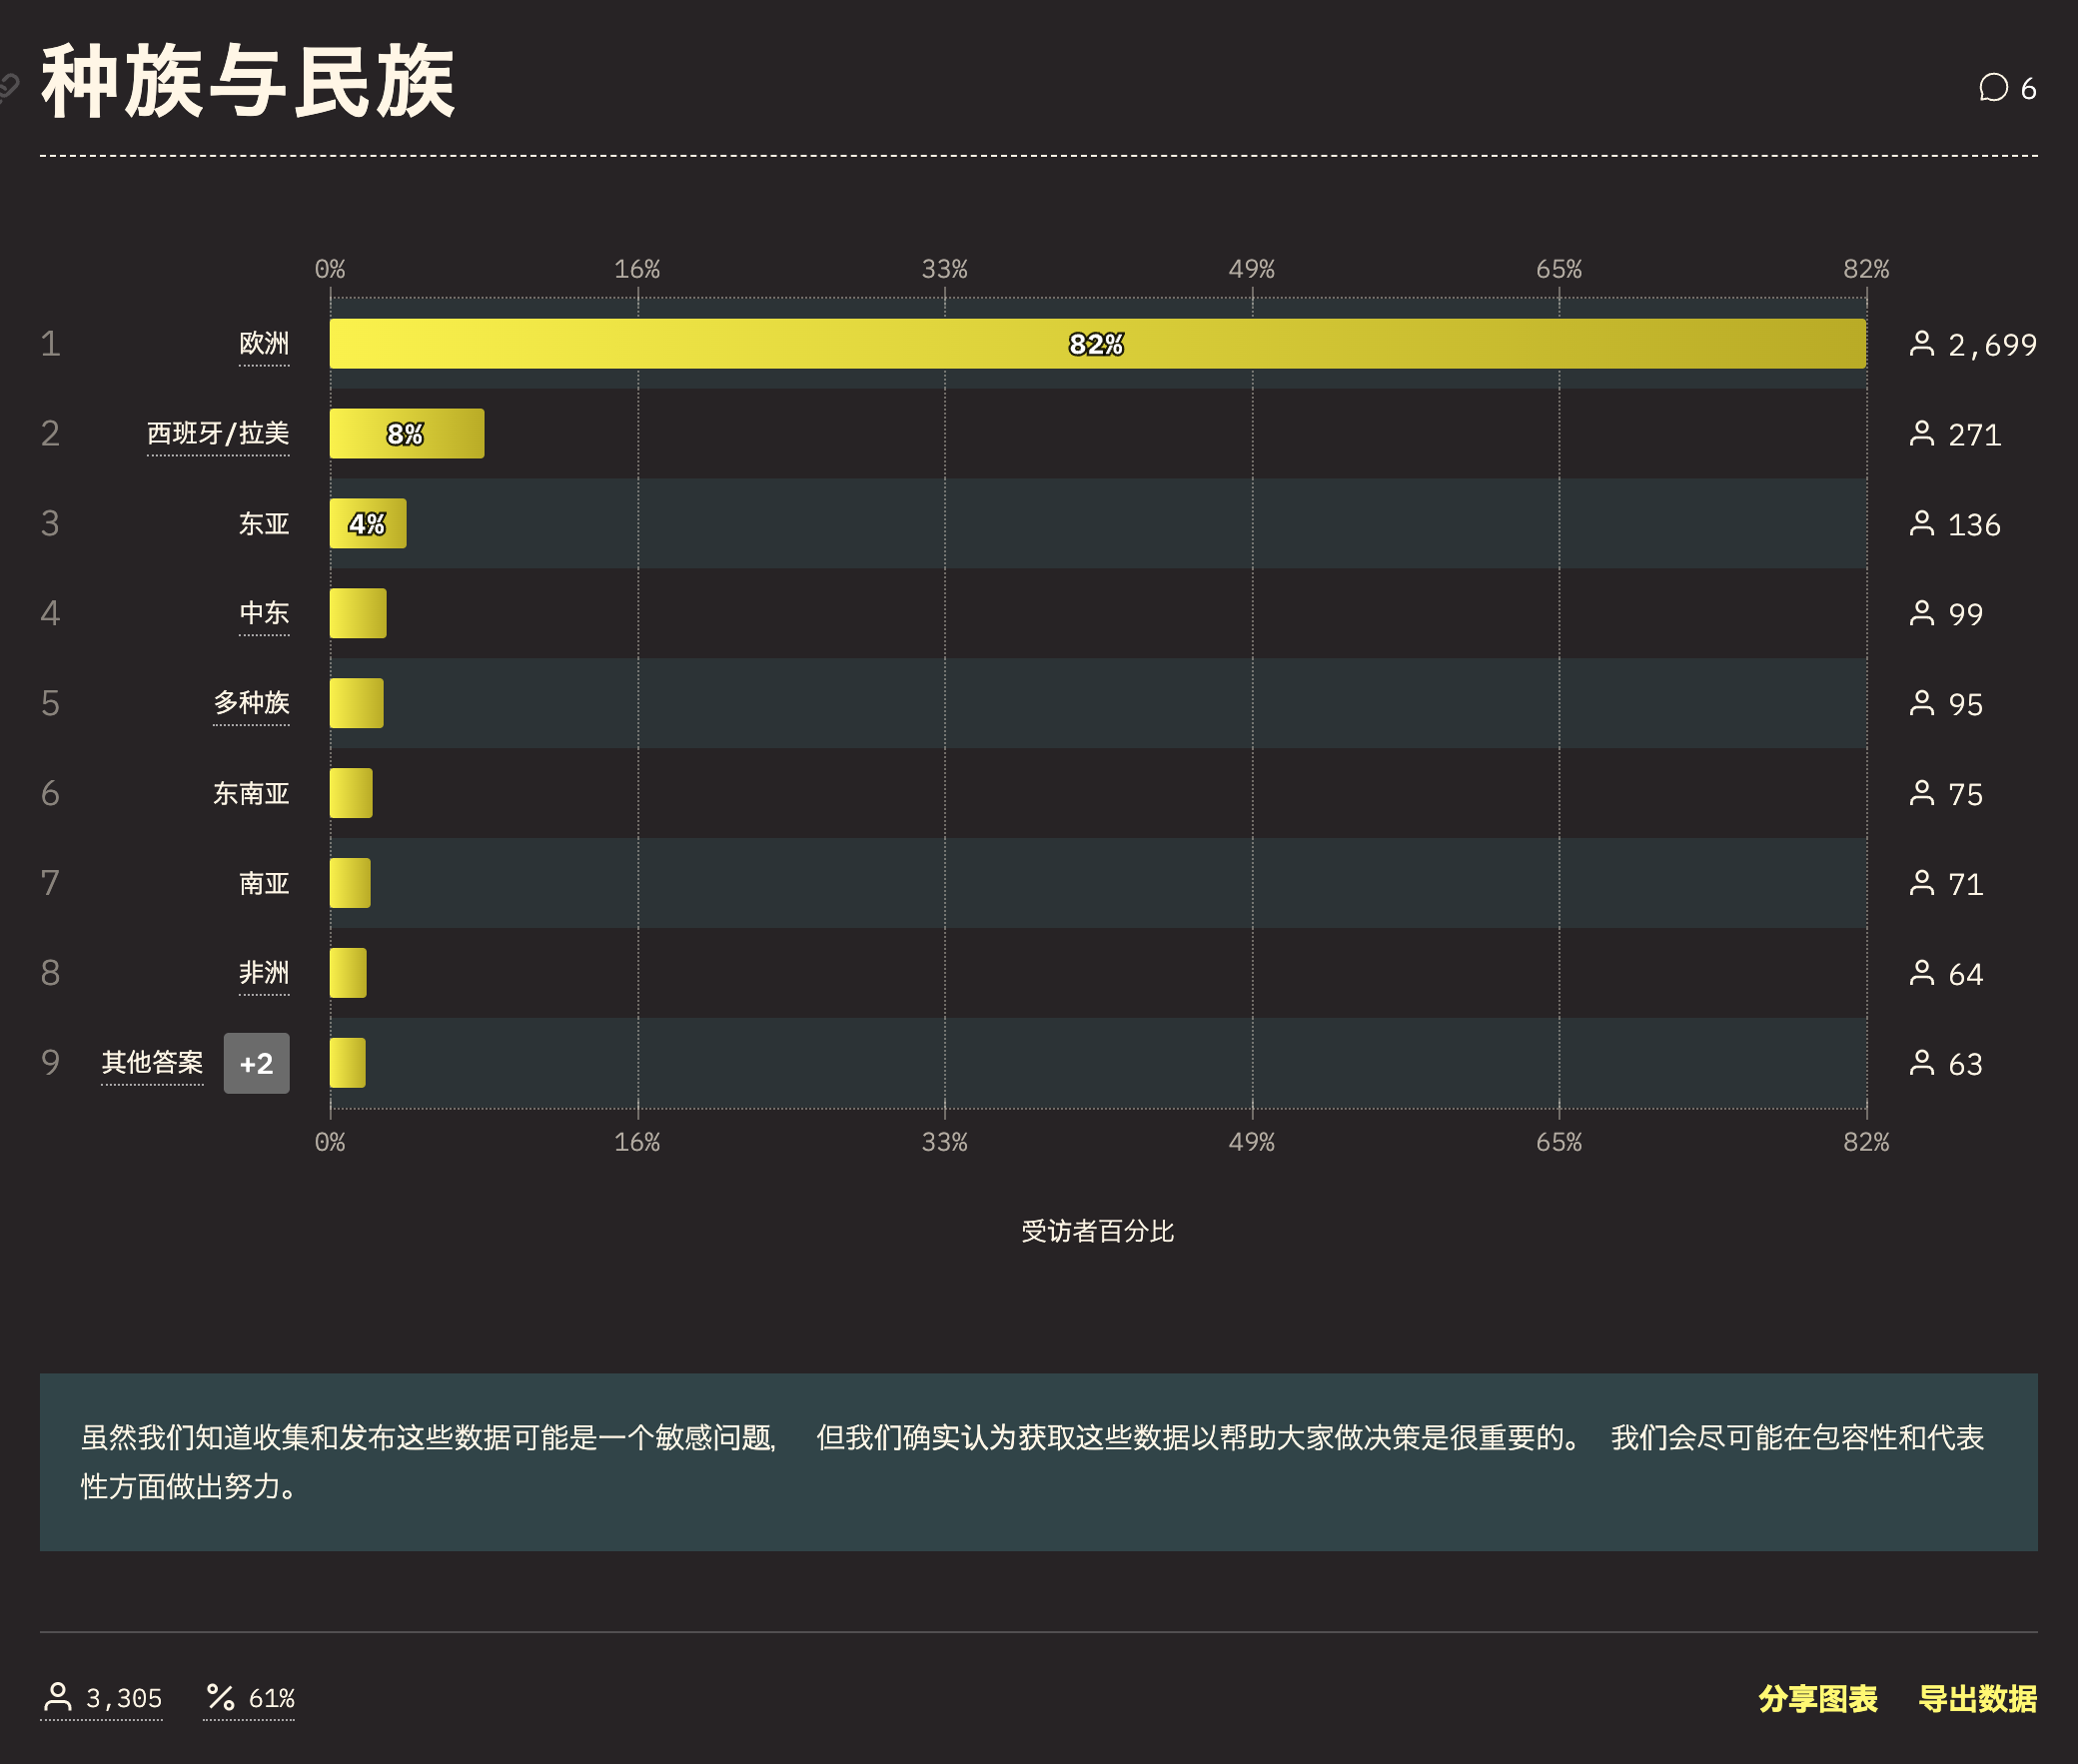 种族与民族
6
0% 16% 33% 49% 65% 82%
1 欧洲 82% 2,699
2 西班牙/拉美 8% 271
3 东亚 4% 136
4 中东 99
5 多种族 95
6 东南亚 75
7 南亚 71
8 非洲 64
9 其他答案 +2 63
0% 16% 33% 49% 65% 82%
受访者百分比
虽然我们知道收集和发布这些数据可能是一个敏感问题, 但我们确实认为获取这些数据以帮助大家做决策是很重要的。 我们会尽可能在包容性和代表
性方面做出努力。
3,305 % 61% 分享图表 导出数据